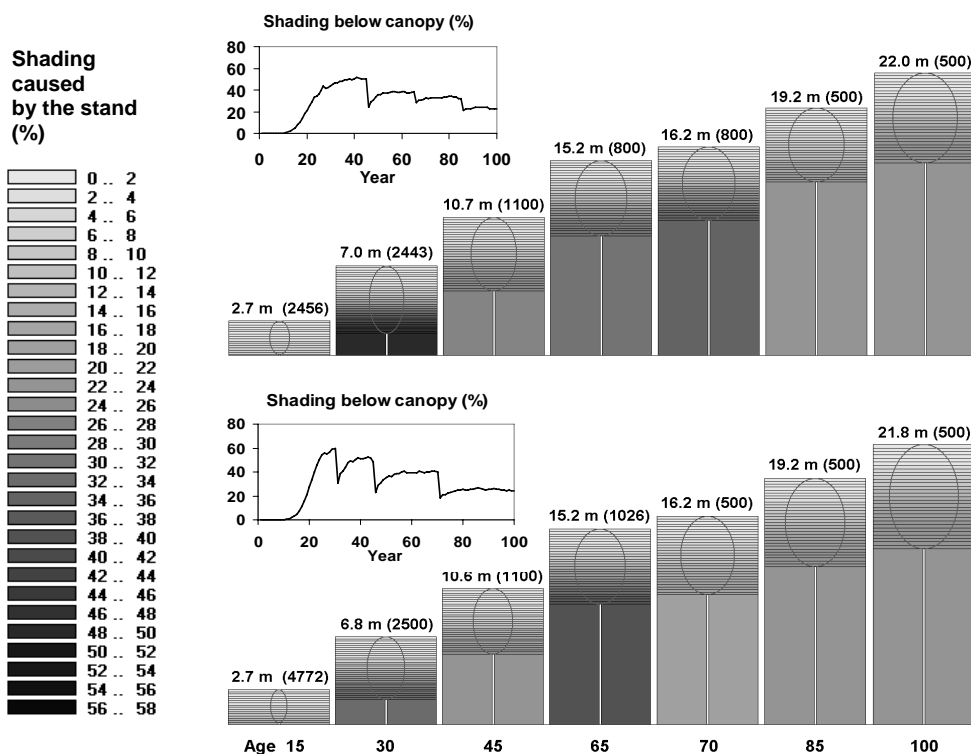 Shading
caused
by the stand
(%)
0 .. 2
2 .. 4
4 .. 6
6 .. 8
8 .. 10
10 .. 12
12 .. 14
14 .. 16
16 .. 18
18 .. 20
20 .. 22
22 .. 24
24 .. 26
26 .. 28
28 .. 30
30 .. 32
32 .. 34
34 .. 36
36 .. 38
38 .. 40
40 .. 42
42 .. 44
44 .. 46
46 .. 48
48 .. 50
50 .. 52
52 .. 54
54 .. 56
56 .. 58
Shading below canopy (%)
80
60
40
20
0
0 20 40 60 80 100
Year
2.7 m (2456)
7.0 m (2443)
10.7 m (1100)
15.2 m (800)
16.2 m (800)
19.2 m (500)
22.0 m (500)
Shading below canopy (%)
80
60
40
20
0
0 20 40 60 80 100
Year
2.7 m (4772)
6.8 m (2500)
10.6 m (1100)
15.2 m (1026)
16.2 m (500)
19.2 m (500)
21.8 m (500)
Age 15 30 45 65 70 85 100